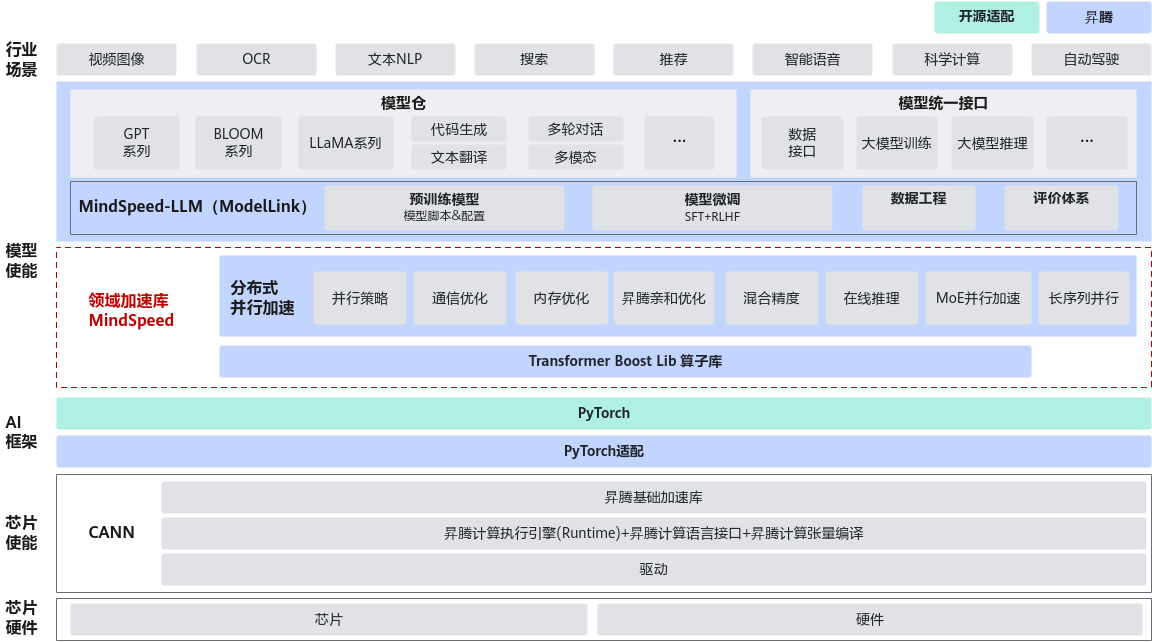 开源适配
昇腾
行业
场景
视频图像
OCR
文本NLP
搜索
推荐
智能语音
科学计算
自动驾驶
模型
使能
模型仓
GPT
系列
BLOOM
系列
LLaMA系列
代码生成
文本翻译
多轮对话
多模态
...
模型统一接口
数据
接口
大模型训练
大模型推理
...
MindSpeed-LLM（ModelLink）
预训练模型
模型脚本&配置
模型微调
SFT+RLHF
数据工程
评价体系
领域加速库
MindSpeed
分布式
并行加速
并行策略
通信优化
内存优化
昇腾亲和优化
混合精度
在线推理
MoE并行加速
长序列并行
Transformer Boost Lib 算子库
AI
框架
PyTorch
PyTorch适配
芯片
使能
CANN
昇腾基础加速库
昇腾计算执行引擎(Runtime)+昇腾计算语言接口+昇腾计算张量编译
驱动
芯片
硬件
芯片
硬件